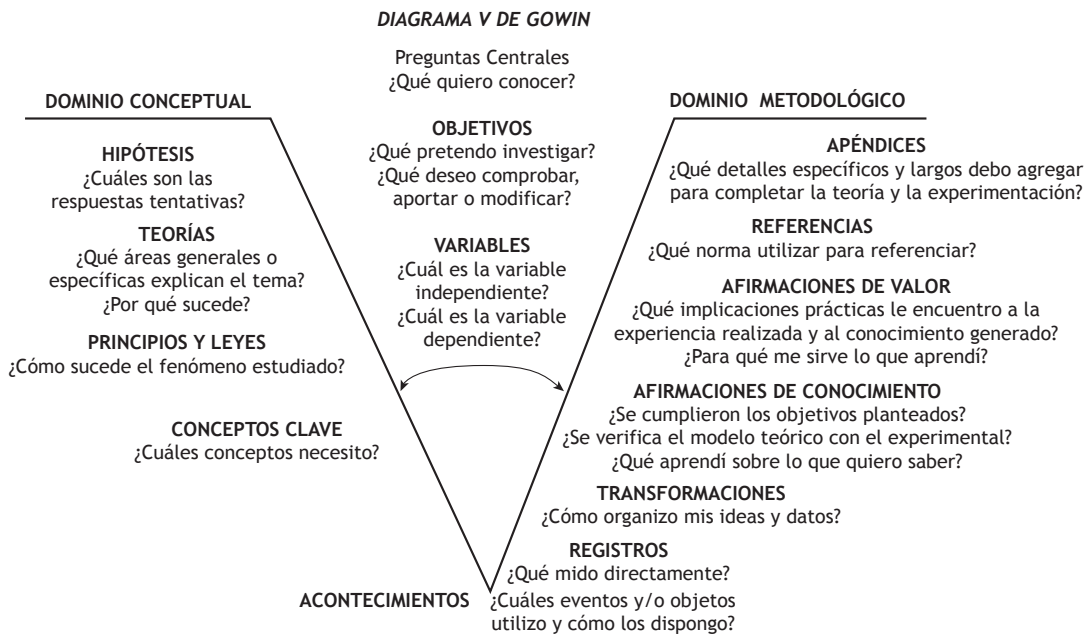 DIAGRAMA V DE GOWIN
Preguntas Centrales
¿Qué quiero conocer?
DOMINIO CONCEPTUAL
HIPÓTESIS
¿Cuáles son las
respuestas tentativas?
TEORÍAS
¿Qué áreas generales o
específicas explican el tema?
¿Por qué sucede?
PRINCIPIOS Y LEYES
¿Cómo sucede el fenómeno estudiado?
CONCEPTOS CLAVE
¿Cuáles conceptos necesito?
OBJETIVOS
¿Qué pretendo investigar?
¿Qué deseo comprobar,
aportar o modificar?
VARIABLES
¿Cuál es la variable
independiente?
¿Cuál es la variable
dependiente?
DOMINIO METODOLÓGICO
APÉNDICES
¿Qué detalles específicos y largos debo agregar
para completar la teoría y la experimentación?
REFERENCIAS
¿Qué norma utilizar para referenciar?
AFIRMACIONES DE VALOR
¿Qué implicaciones prácticas le encuentro a la
experiencia realizada y al conocimiento generado?
¿Para qué me sirve lo que aprendí?
AFIRMACIONES DE CONOCIMIENTO
¿Se cumplieron los objetivos planteados?
¿Se verifica el modelo teórico con el experimental?
¿Qué aprendí sobre lo que quiero saber?
TRANSFORMACIONES
¿Cómo organizo mis ideas y datos?
REGISTROS
¿Qué mido directamente?
ACONTECIMIENTOS ¿Cuáles eventos y/o objetos
utilizo y cómo los dispongo?